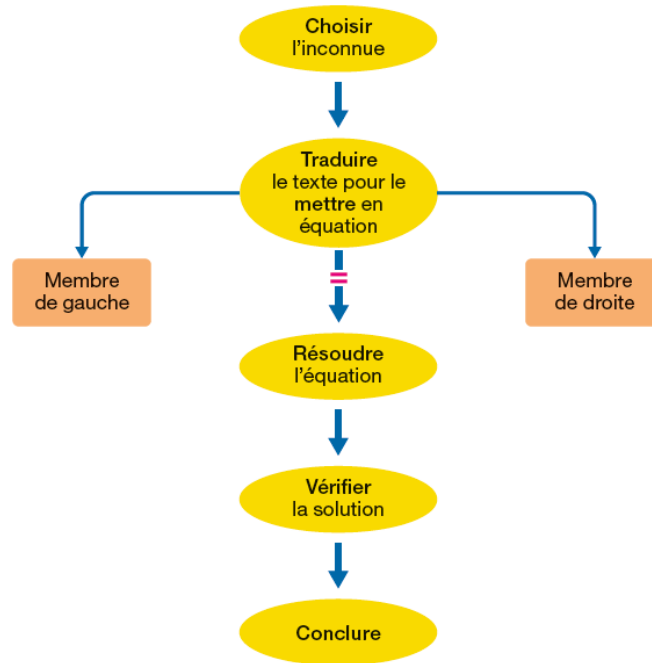 Choisir
l'inconnue
Traduire
le texte pour le
mettre en
équation
Membre
de gauche
=
Membre
de droite
Résoudre
l'équation
Vérifier
la solution
Conclure